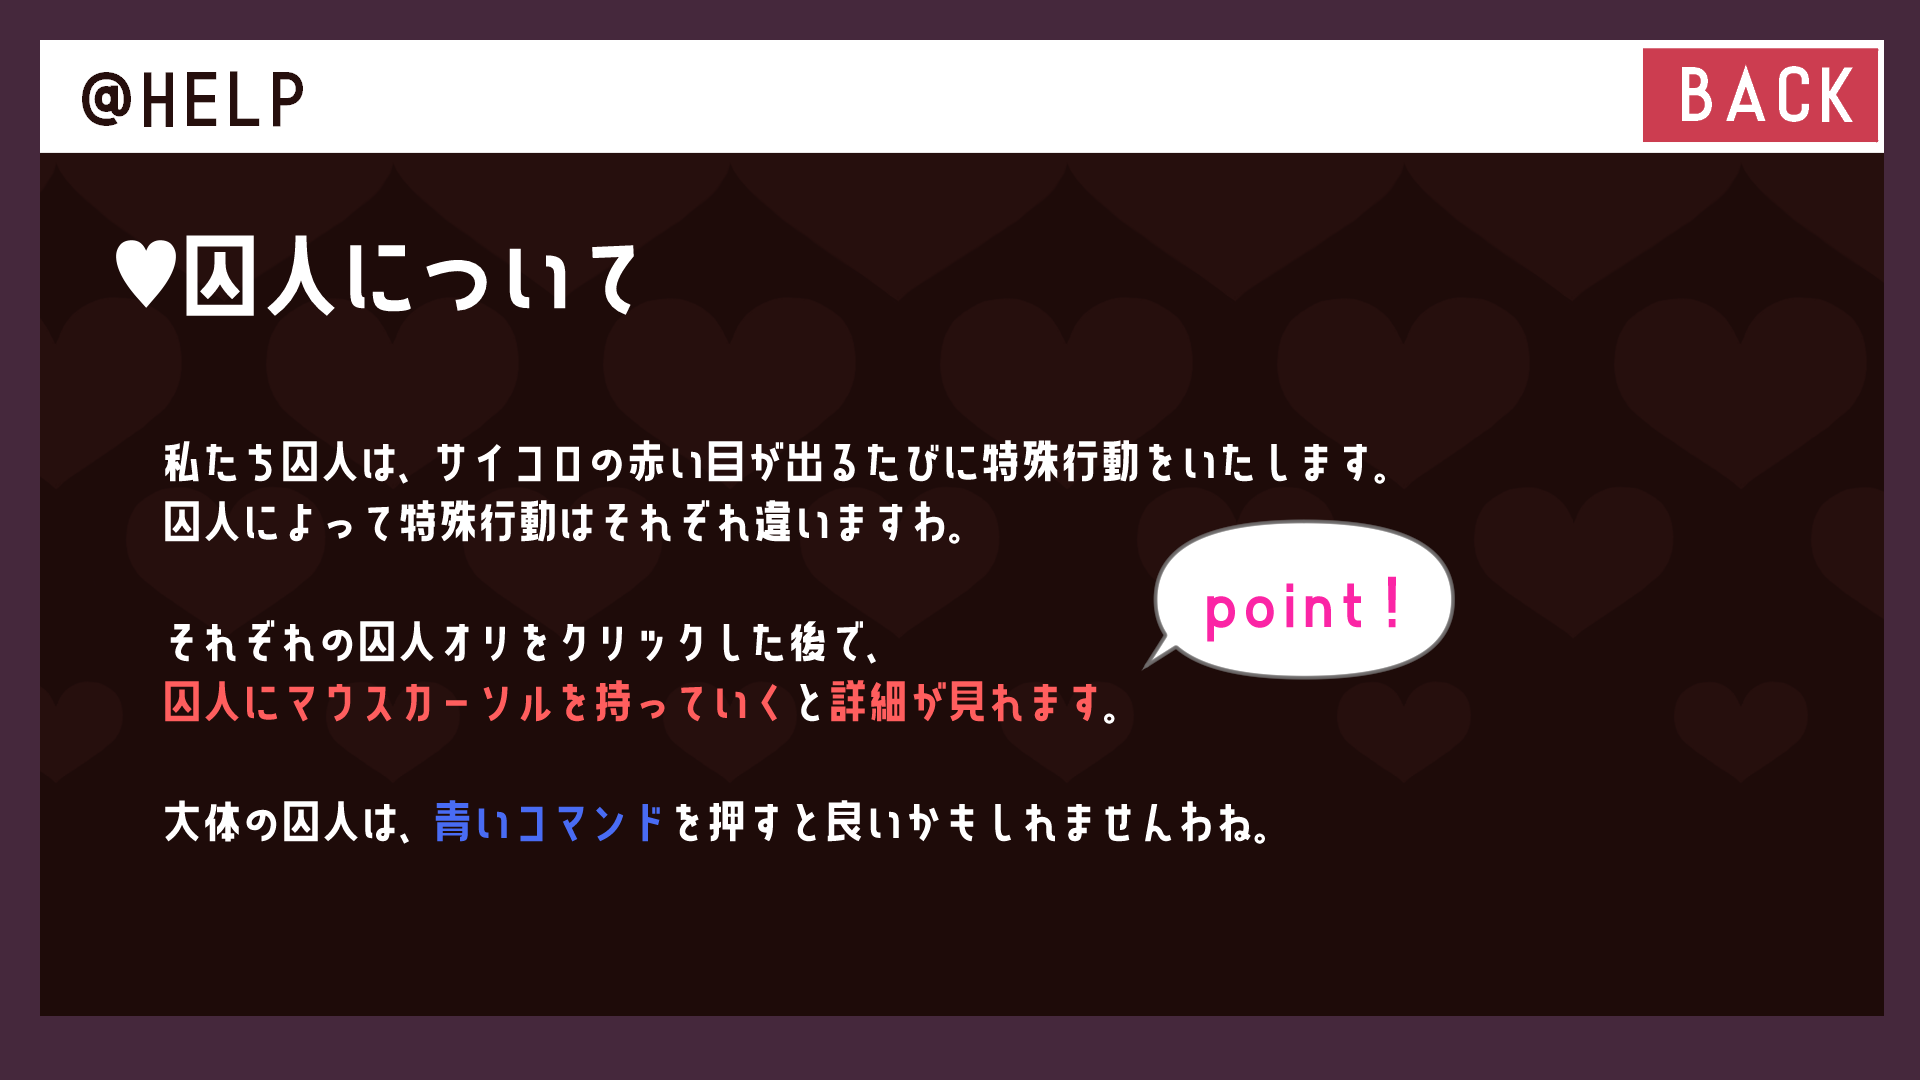 @HELP
BACK
♥囚人について
私たち囚人は、サイコロの赤い目が出るたびに特殊行動をいたします。
囚人によって特殊行動はそれぞれ違いますわ。
point！
それぞれの囚人オリをクリックした後で、
囚人にマウスカーソルを持っていくと詳細が見れます。
大体の囚人は、青いコマンドを押すと良いかもしれませんわね。